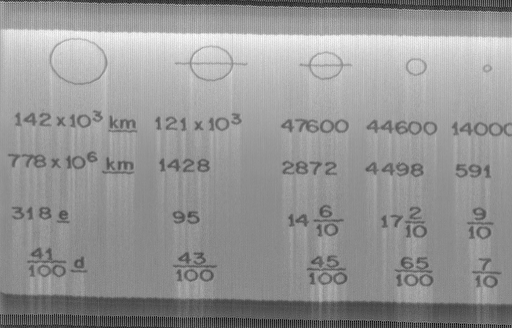 142 x 10³ km 121 x 10³ 47600 44600 14000
778 x 10⁶ km 1428 2872 4498 591
318 e 95 14 6/10 17 2/10 9/10
41/100 d 43/100 45/100 65/100 7/10